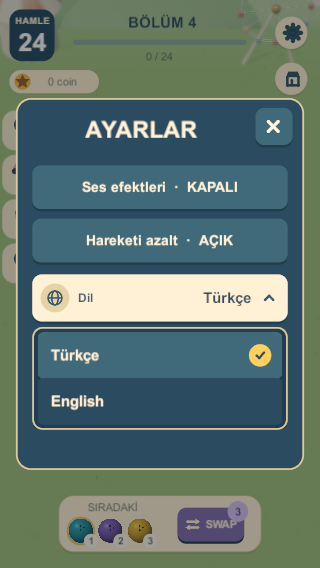 HAMLE
24
BÖLÜM 4
0 / 24
0 coin
AYARLAR
Ses efektleri · KAPALI
Hareketi azalt · AÇIK
Dil
Türkçe
Türkçe
English
SIRADAKİ
1
2
3
SWAP
3